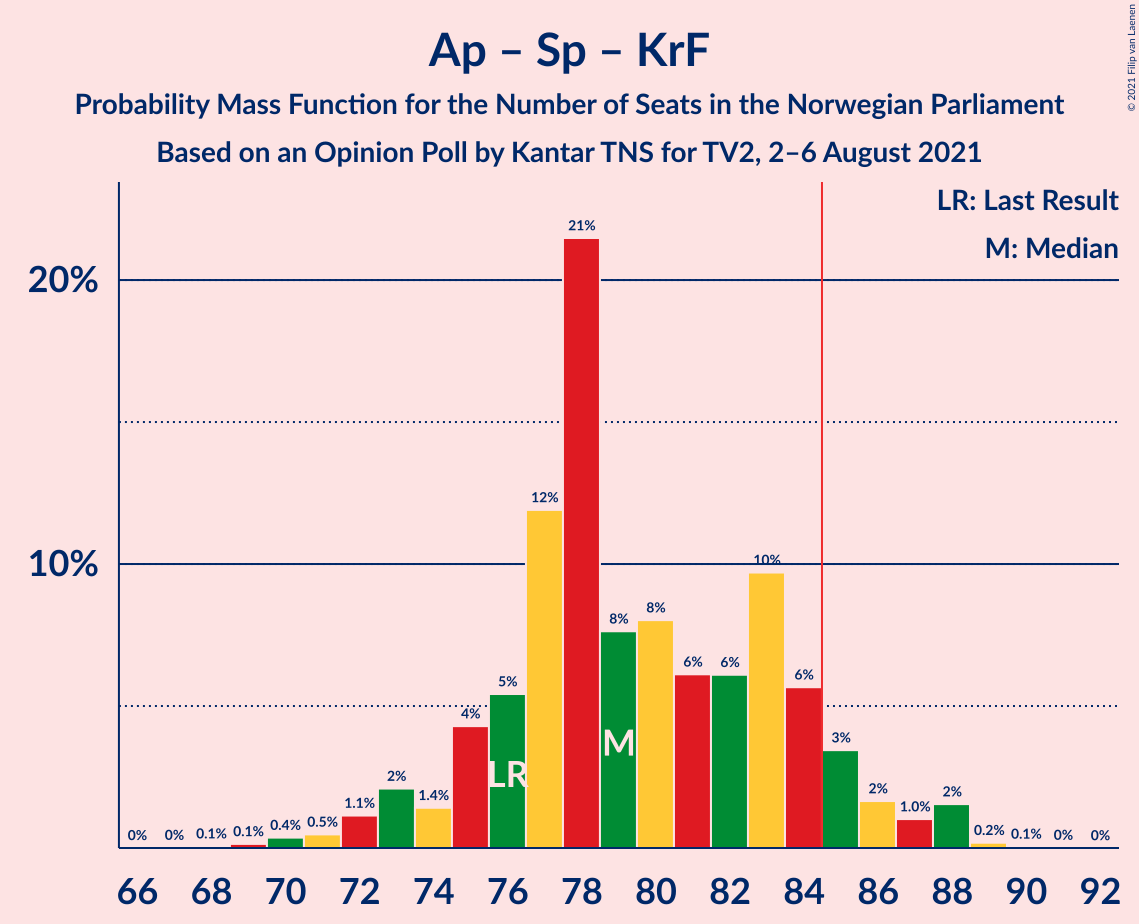 Ap – Sp – KrF
Probability Mass Function for the Number of Seats in the Norwegian Parliament
Based on an Opinion Poll by Kantar TNS for TV2, 2–6 August 2021
© 2021 Filip van Laenen
LR: Last Result
M: Median
20%
10%
0% 0% 0.1% 0.1% 0.4% 0.5% 1.1% 2% 1.4% 4% 5% 12% 21% 8% 8% 6% 6% 10% 6% 3% 2% 1.0% 2% 0.2% 0.1% 0% 0%
LR M
66 68 70 72 74 76 78 80 82 84 86 88 90 92